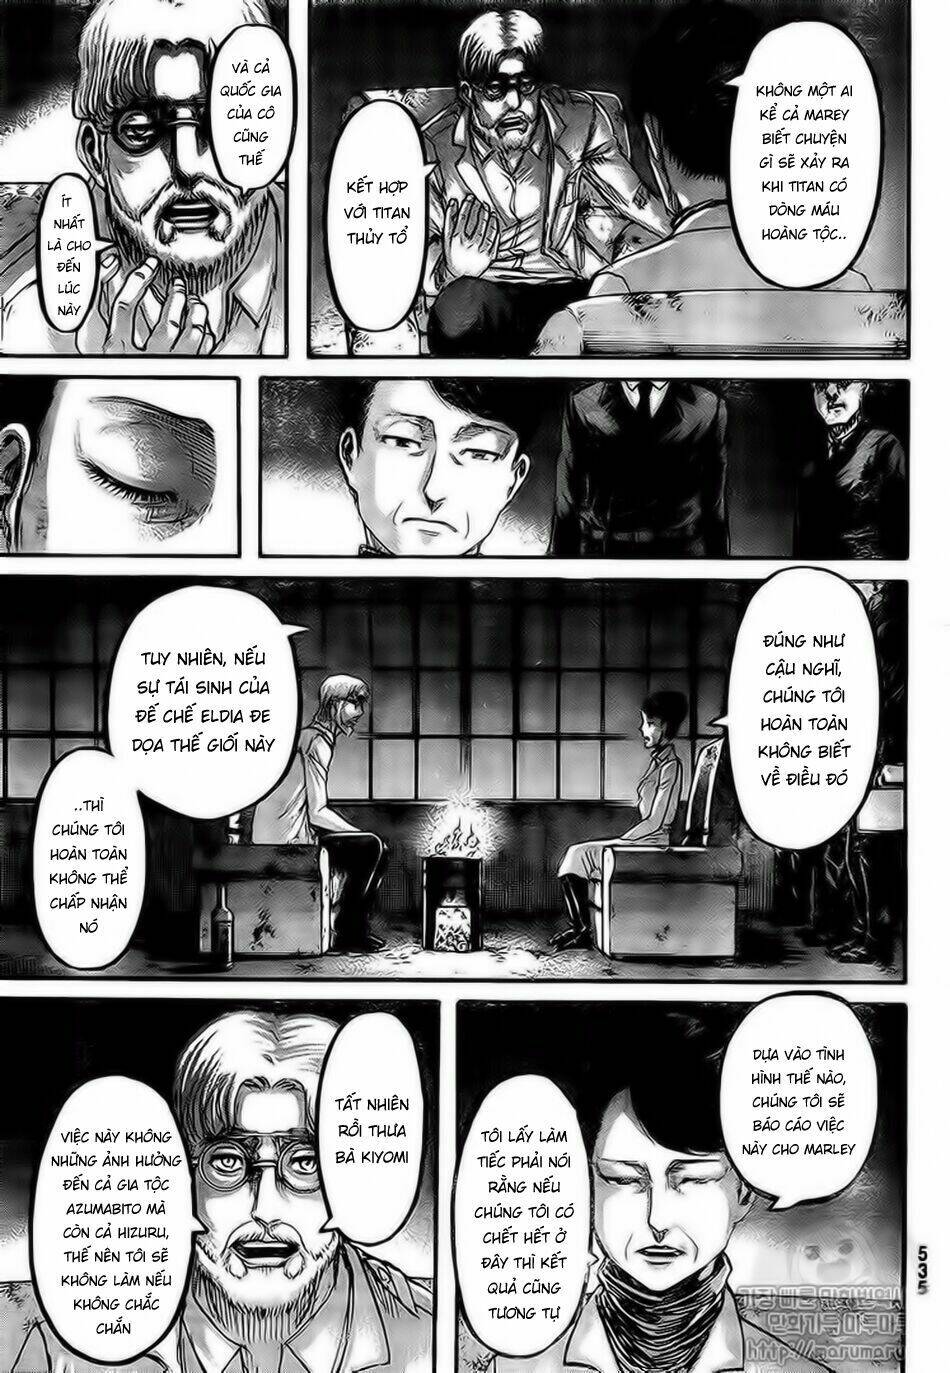 KHÔNG MỘT AI
KỂ CẢ MAREY
BIẾT CHUYỆN
GÌ SẼ XẢY RA
KHI TITAN CÓ
DÒNG MÁU
HOÀNG TỘC..
KẾT HỢP
VỚI TITAN
THỦY TỔ
VÀ CẢ
QUỐC GIA
CỦA CÔ
CŨNG
THẾ
ÍT
NHẤT
LÀ CHO
ĐẾN
LÚC
NÀY
ĐÚNG NHƯ
CẬU NGHĨ,
CHÚNG TÔI
HOÀN TOÀN
KHÔNG BIẾT
VỀ ĐIỀU ĐÓ
TUY NHIÊN, NẾU
SỰ TÁI SINH CỦA
ĐẾ CHẾ ELDIA ĐE
DỌA THẾ GIỚI NÀY
..THÌ
CHÚNG TÔI
HOÀN TOÀN
KHÔNG THỂ
CHẤP NHẬN
NÓ
DỰA VÀO TÌNH
HÌNH THẾ NÀO,
CHÚNG TÔI SẼ
BÁO CÁO VIỆC
NÀY CHO MARLEY
TÔI LẤY LÀM
TIẾC PHẢI NÓI
RẰNG NẾU
CHÚNG TÔI CÓ
CHẾT HẾT Ở
ĐÂY THÌ KẾT
QUẢ CŨNG
TƯƠNG TỰ
TẤT NHIÊN
RỒI THƯA
BÀ KIYOMI
VIỆC NÀY KHÔNG
NHỮNG ẢNH HƯỞNG
ĐẾN CẢ GIA TỘC
AZUMABITO MÀ
CÒN CẢ HIZURU,
THẾ NÊN TÔI SẼ
KHÔNG LÀM NẾU
KHÔNG CHẮC
CHẮN
535
http://marumaru